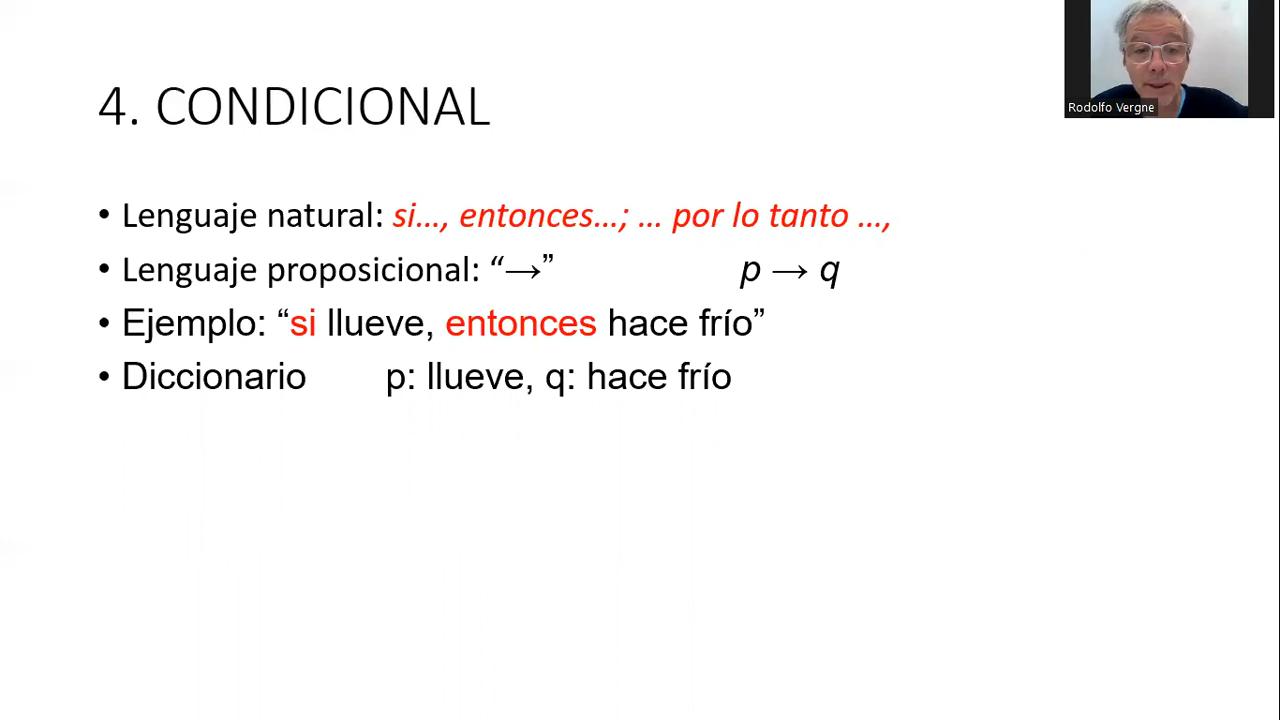 Rodolfo Vergne
4. CONDICIONAL
• Lenguaje natural: si…, entonces…; … por lo tanto …,
• Lenguaje proposicional: “→” p → q
• Ejemplo: “si llueve, entonces hace frío”
• Diccionario p: llueve, q: hace frío